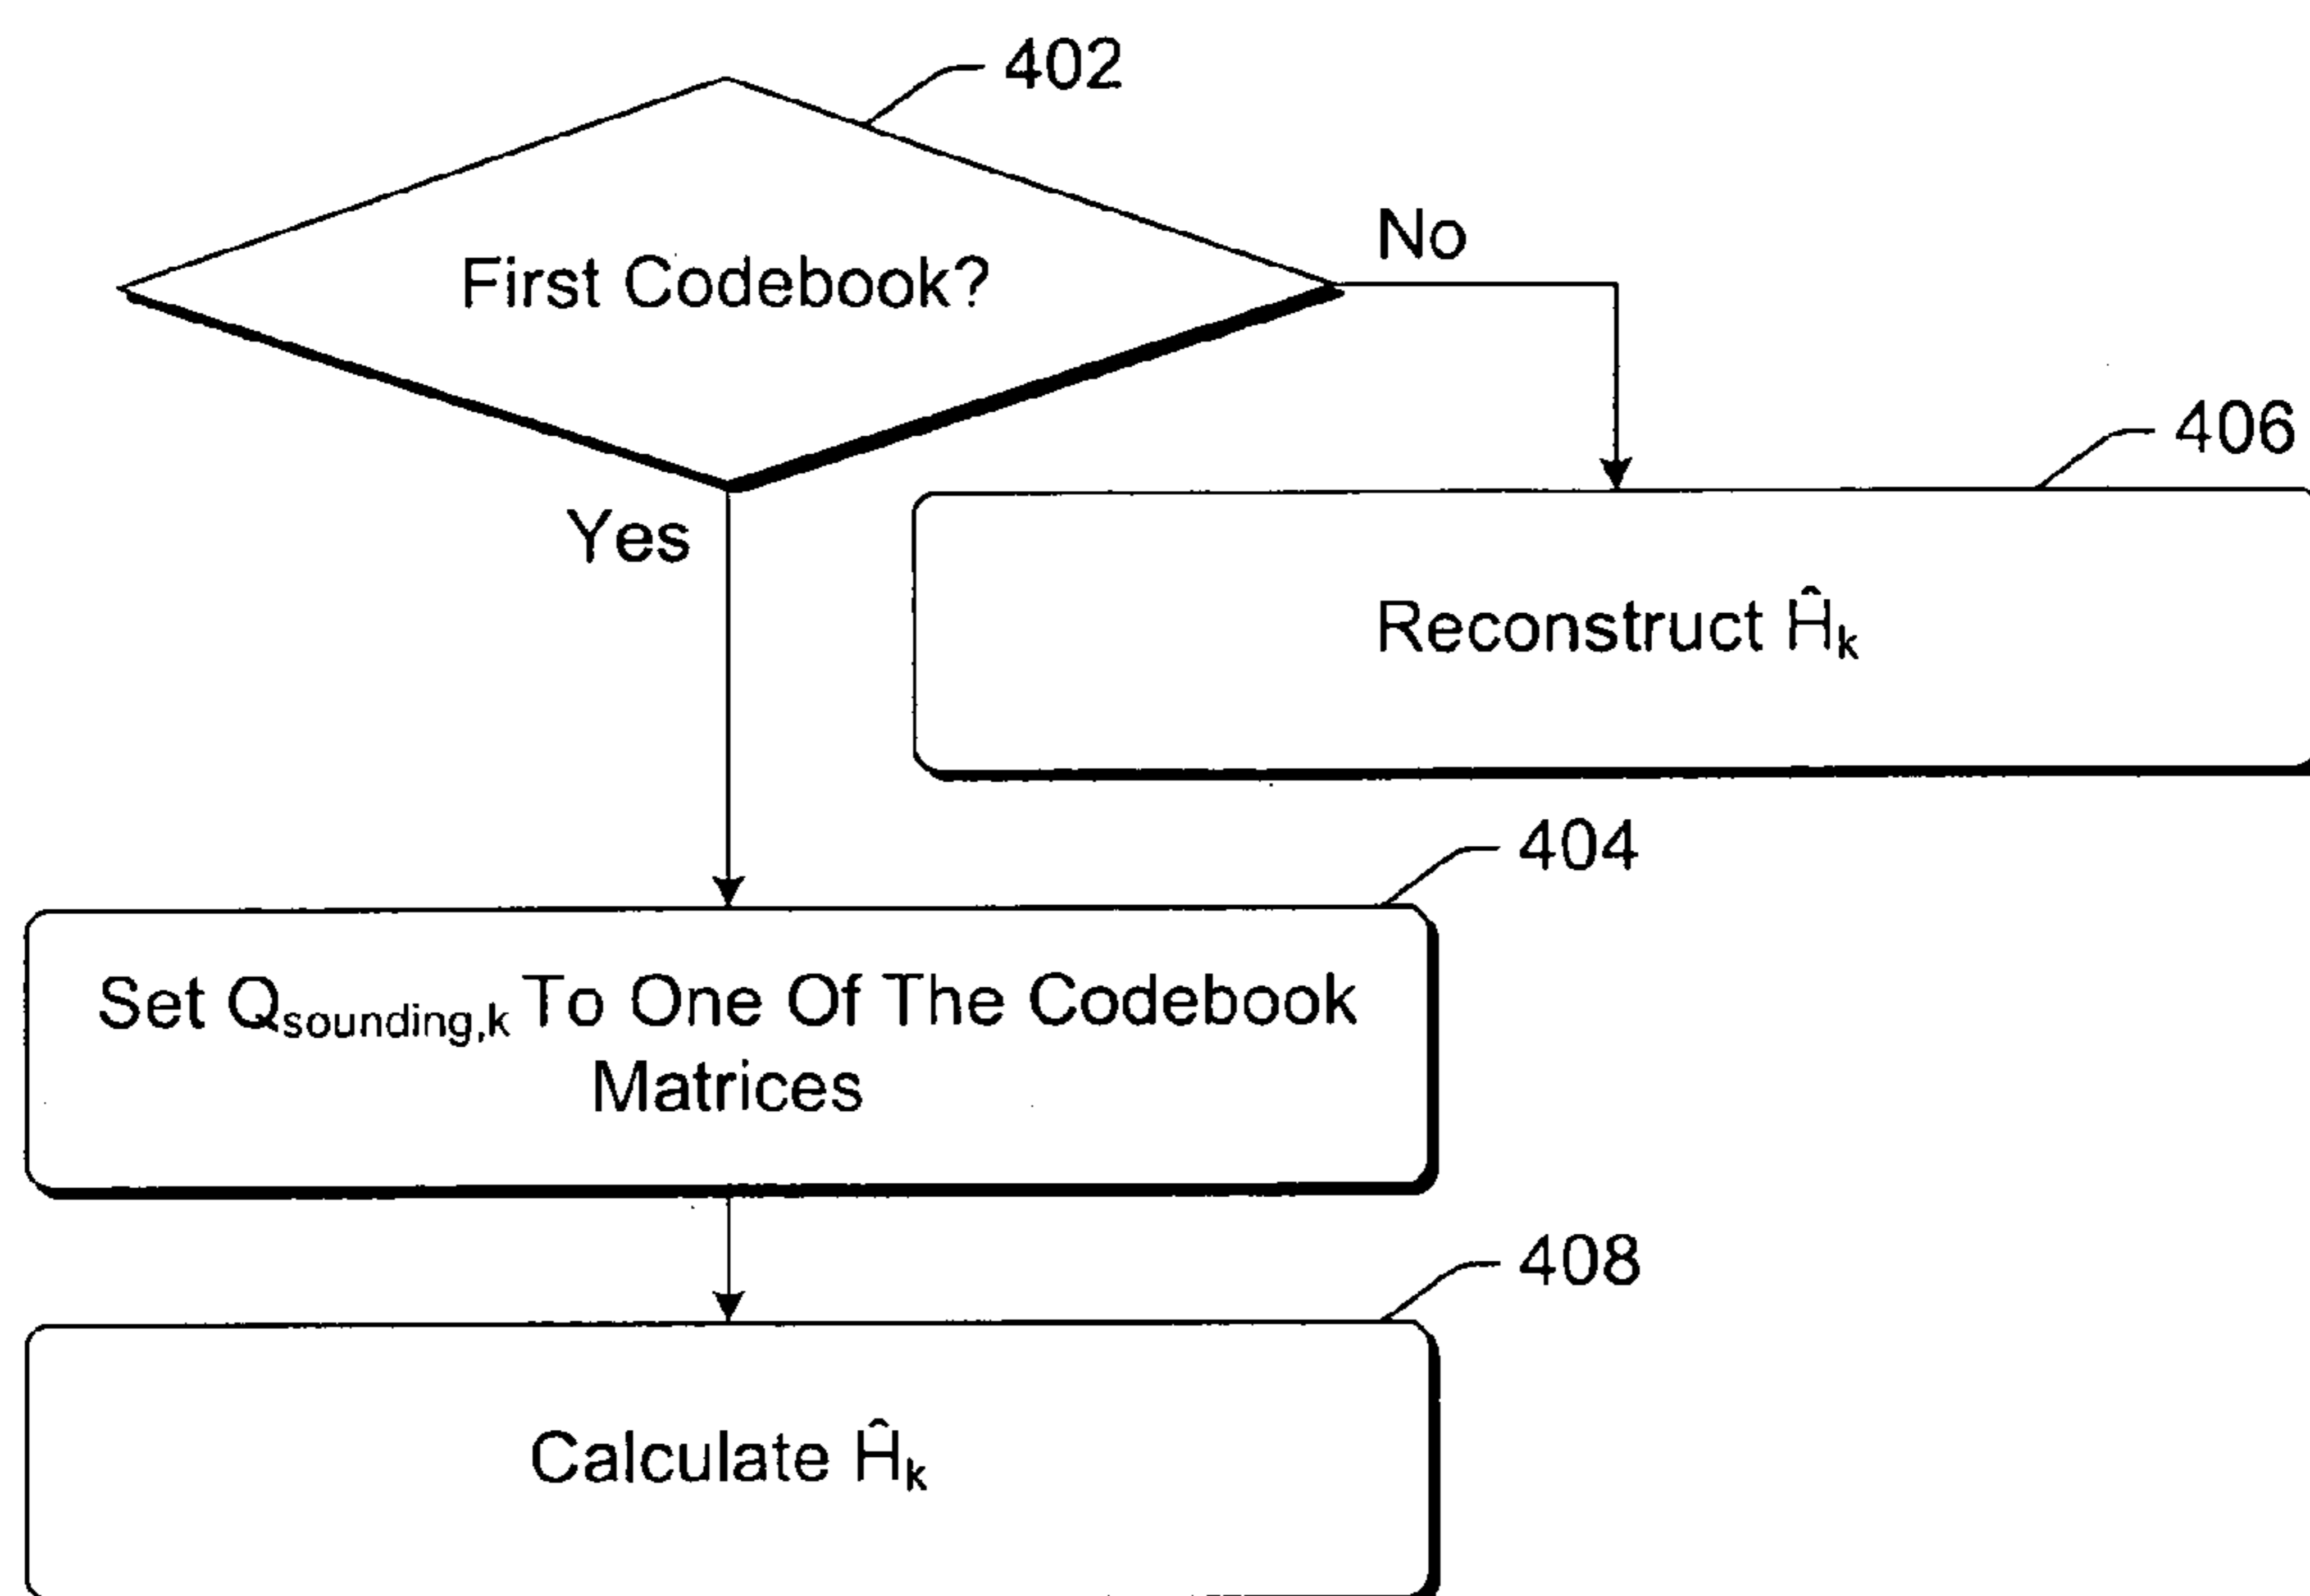 402
First Codebook?
No
406
Yes
Reconstruct Ĥk
404
Set Qsounding,k To One Of The Codebook
Matrices
408
Calculate Ĥk